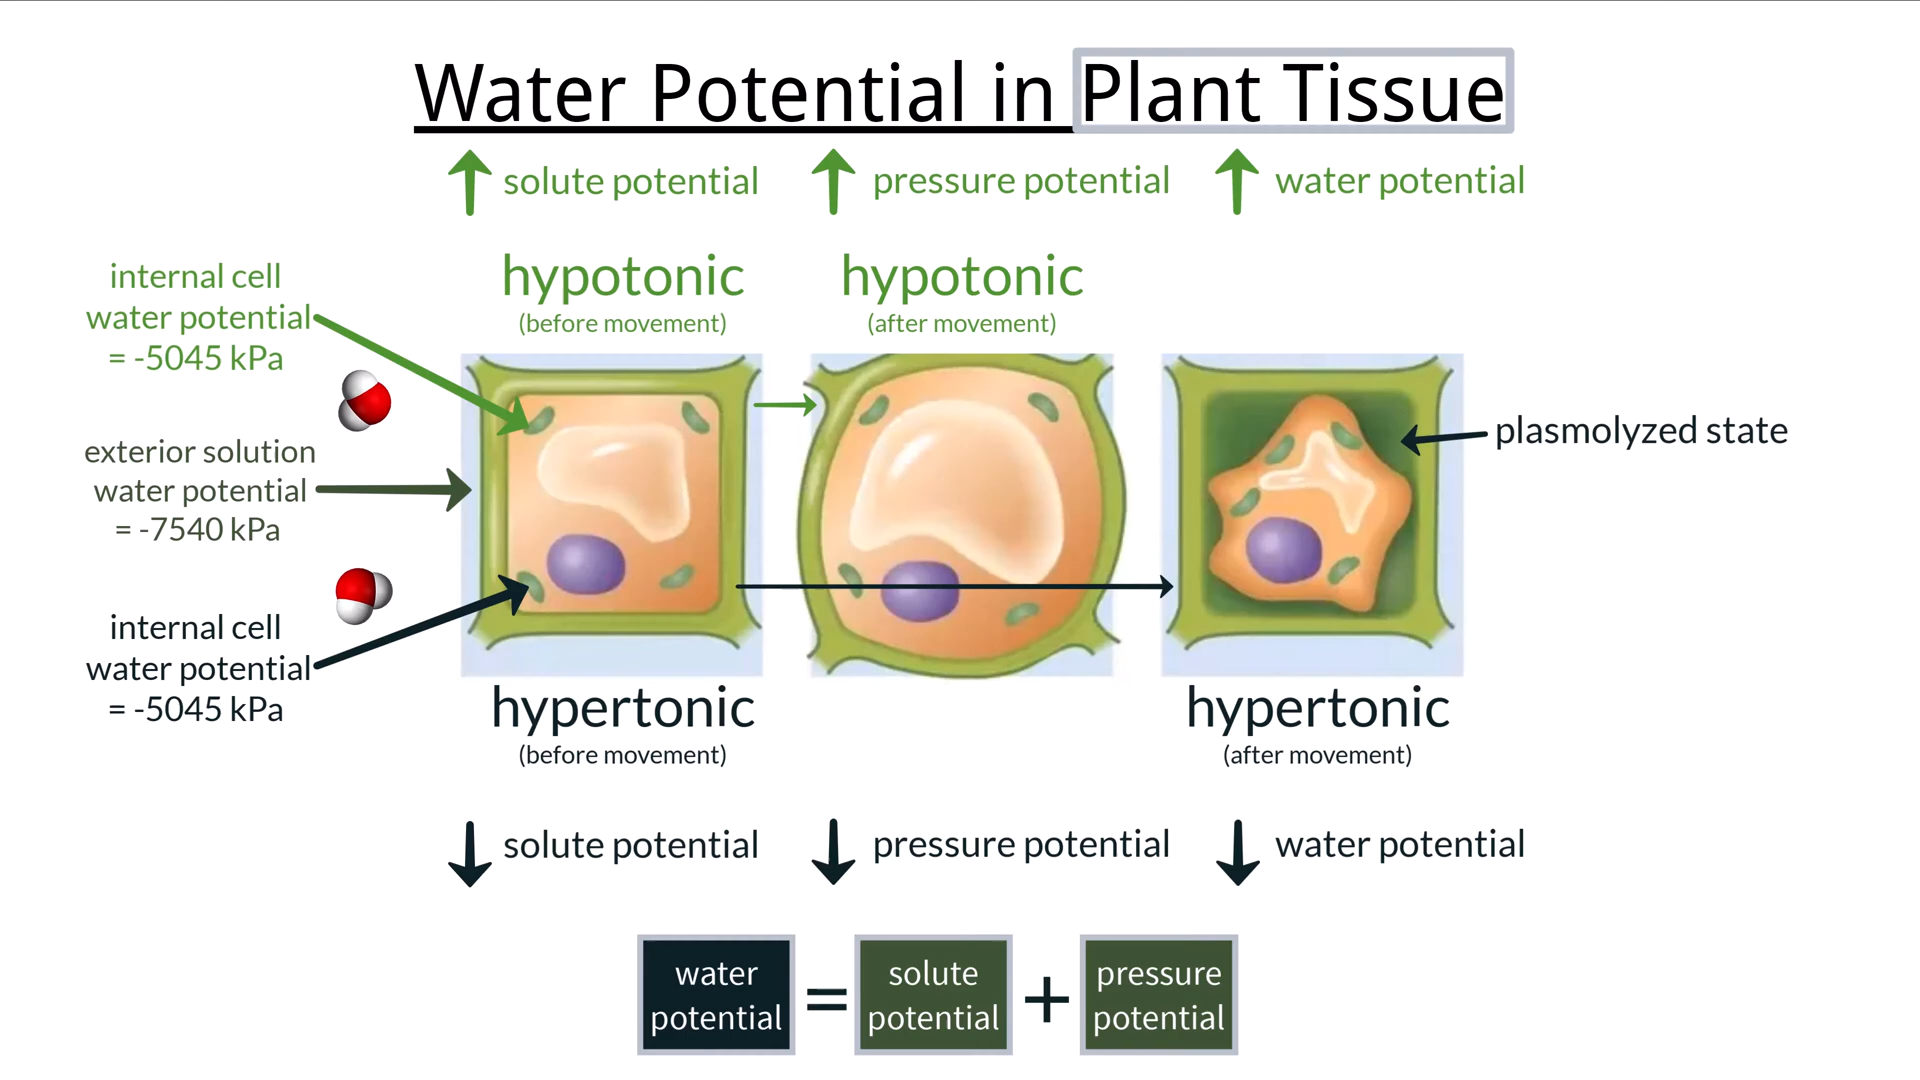 Water Potential in Plant Tissue
solute potential
pressure potential
water potential
hypotonic
(before movement)
hypotonic
(after movement)
internal cell
water potential
= -5045 kPa
exterior solution
water potential
= -7540 kPa
internal cell
water potential
= -5045 kPa
plasmolyzed state
hypertonic
(before movement)
hypertonic
(after movement)
solute potential
pressure potential
water potential
water
potential
=
solute
potential
+
pressure
potential